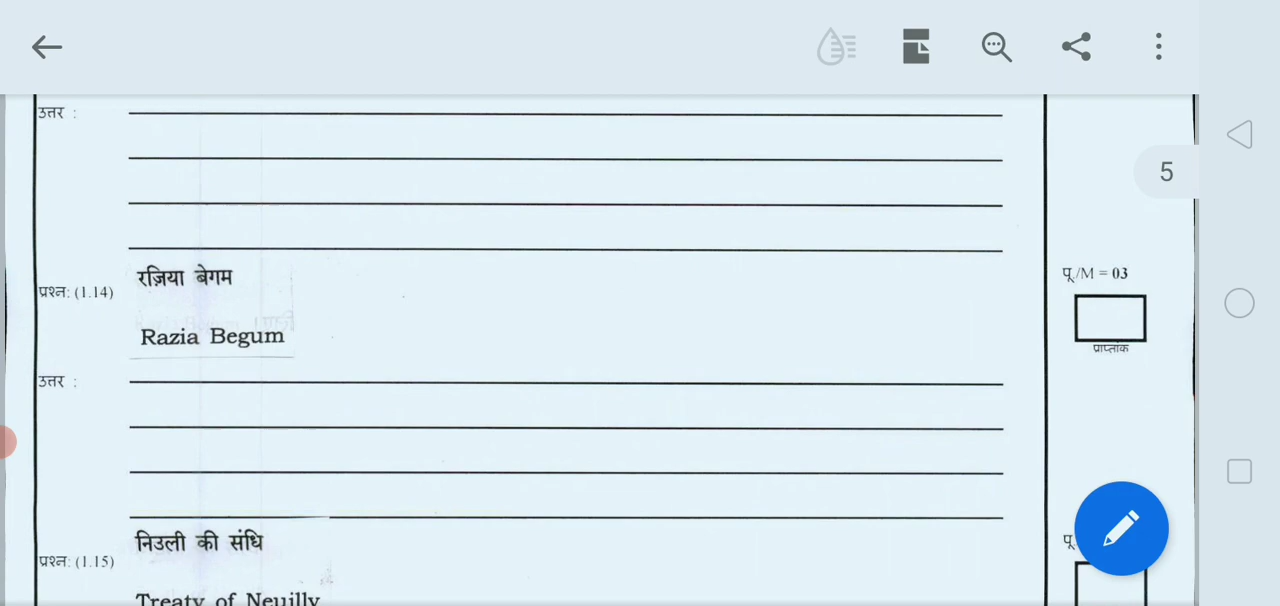 5
उत्तर :
रज़िया बेगम
पू./M = 03
प्रश्न: (1.14)
Razia Begum
प्राप्तांक
उत्तर :
निउली की संधि
पू
प्रश्न: (1.15)
Treaty of Neuilly